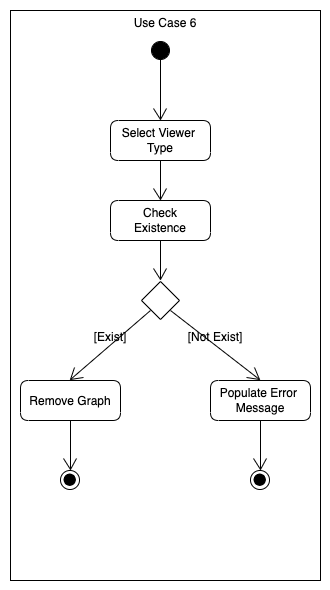 Use Case 6
Select Viewer
Type
Check
Existence
[Exist]
[Not Exist]
Remove Graph
Populate Error
Message